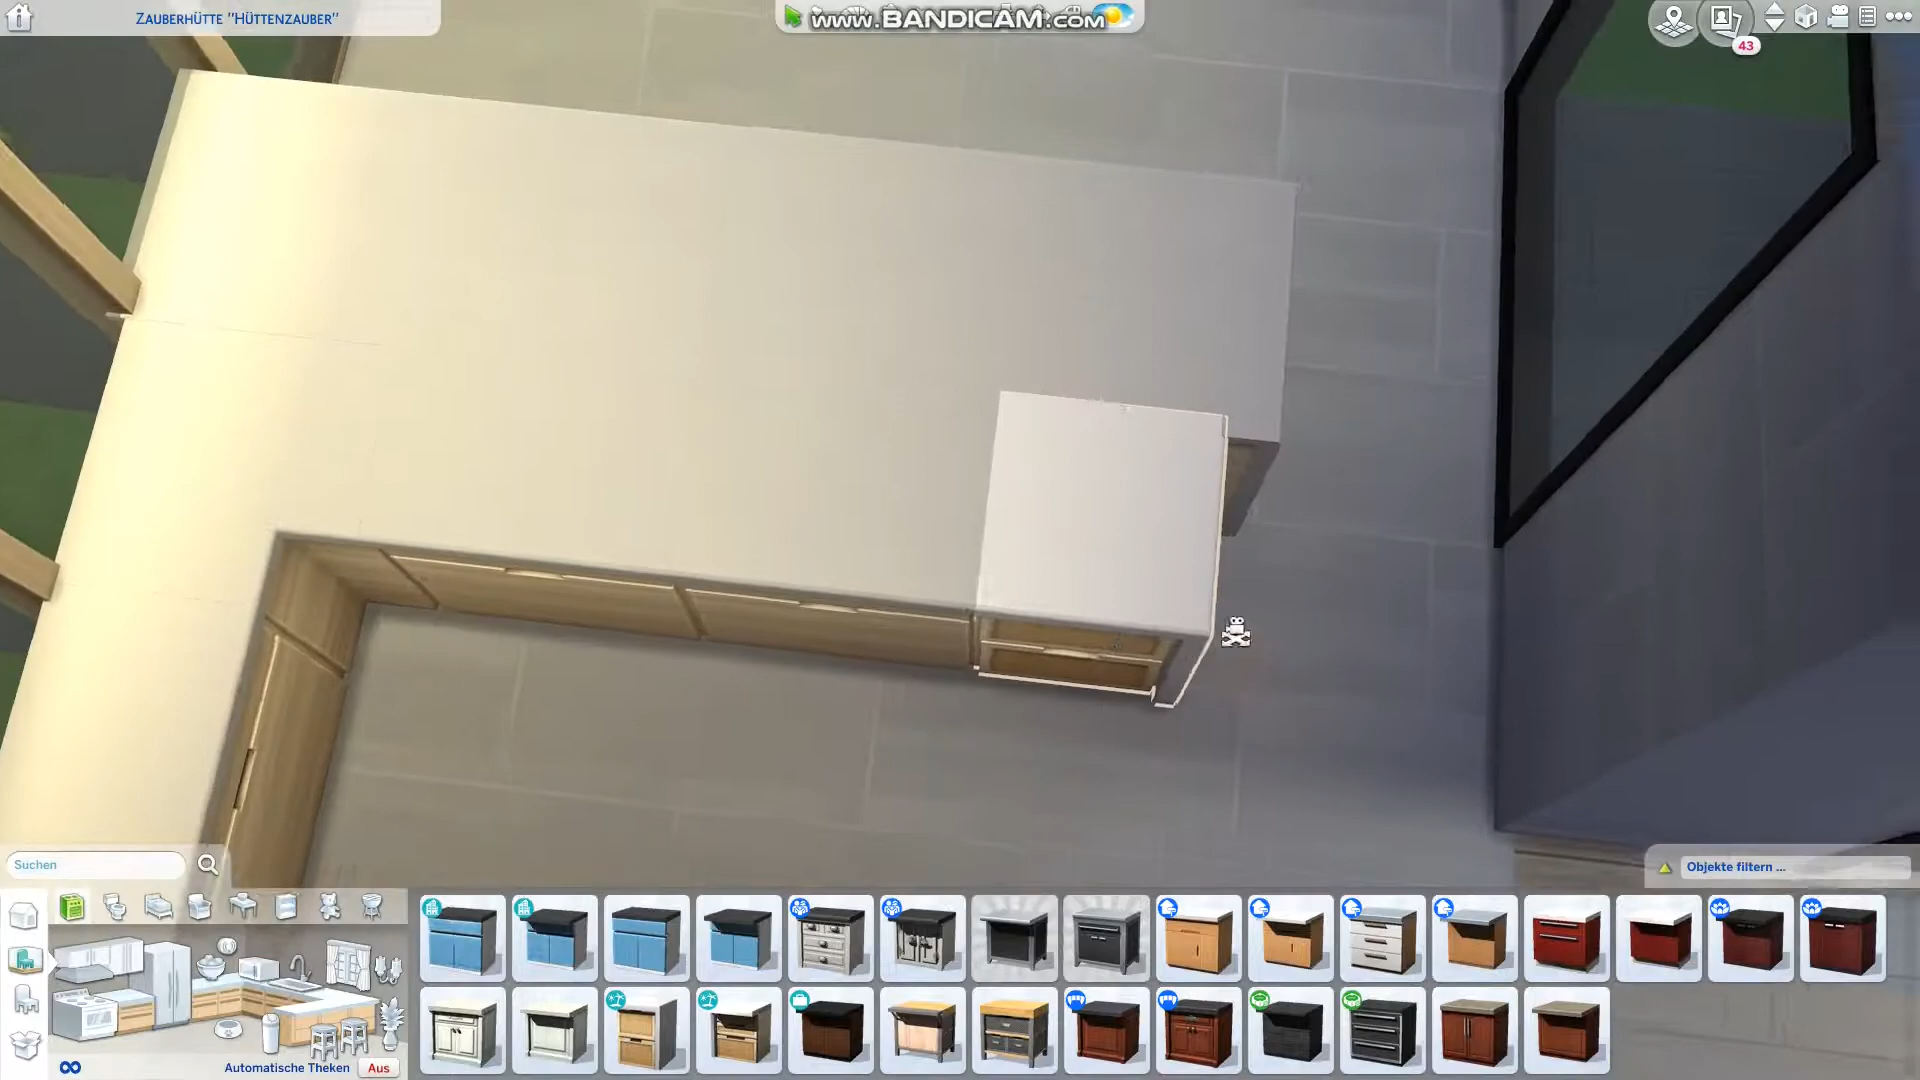 ZAUBERHÜTTE "HÜTTENZAUBER"
www.BANDICAM.COM
43
Suchen
Objekte filtern ...
Automatische Theken Aus